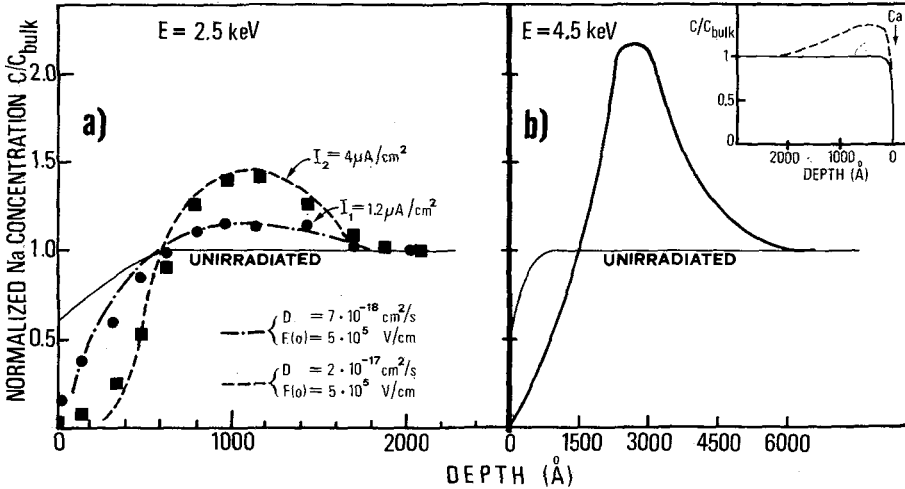 NORMALIZED Na CONCENTRATION C/Cbulk
2.0
1.5
1.0
0.5
E = 2.5 keV
a)
I2 = 4μA/cm²
I1 = 1.2μA/cm²
UNIRRADIATED
D = 7·10⁻¹⁸ cm²/s
F(o) = 5·10⁵ V/cm
D = 2·10⁻¹⁷ cm²/s
F(o) = 5·10⁵ V/cm
0 1000 2000
E = 4.5 keV
b)
UNIRRADIATED
0 1500 3000 4500 6000
C/Cbulk
Ca
1
0,5
0
2000 1000 0
DEPTH (Å)
DEPTH (Å)